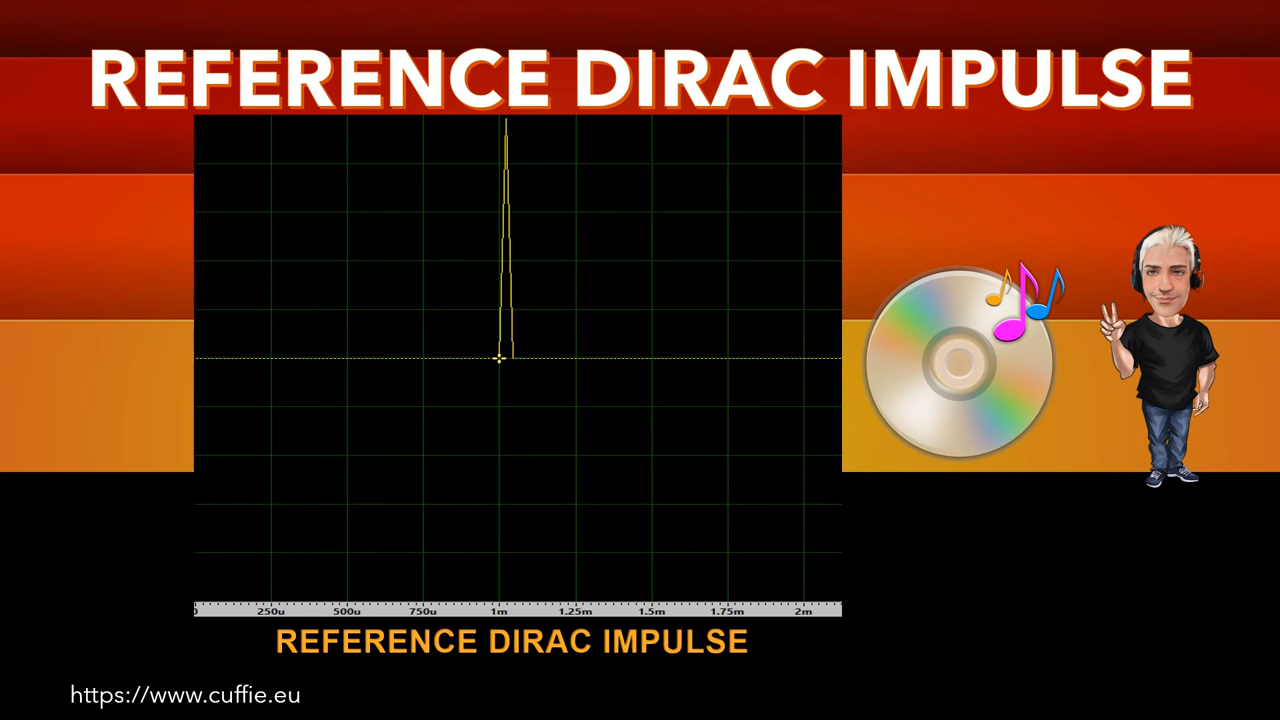 REFERENCE DIRAC IMPULSE
0 250u 500u 750u 1m 1.25m 1.5m 1.75m 2m
REFERENCE DIRAC IMPULSE
https://www.cuffie.eu